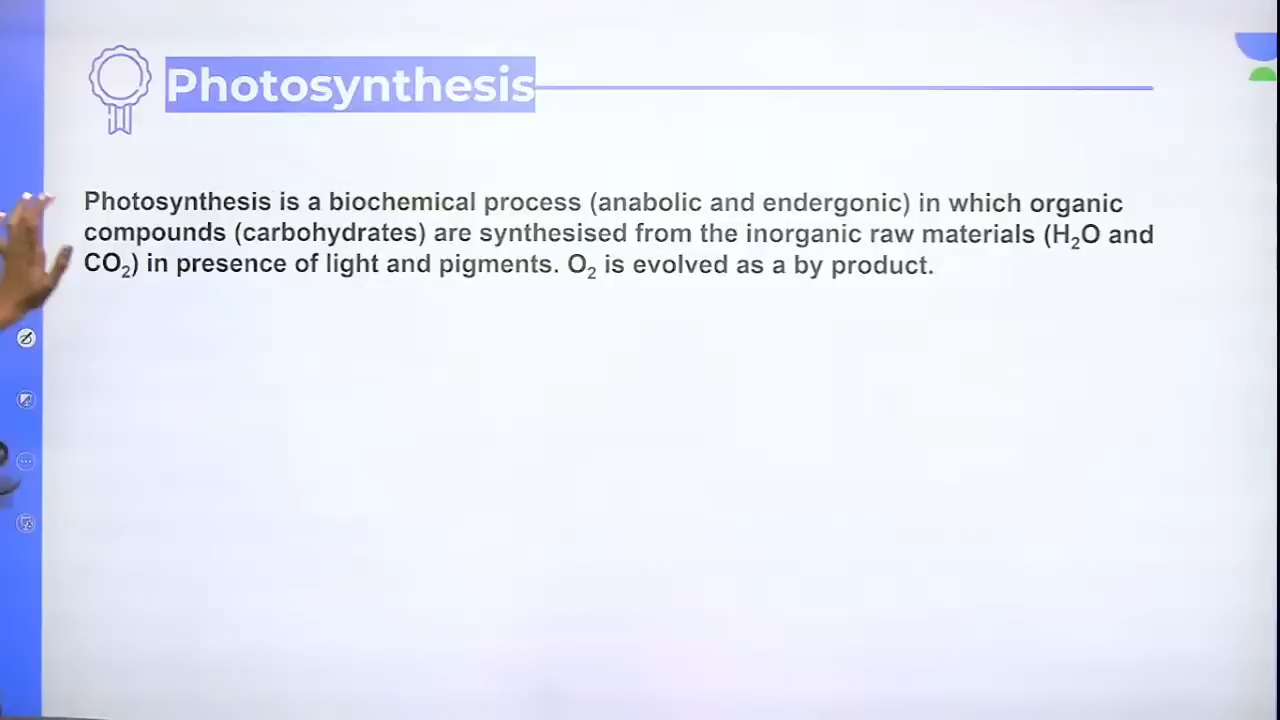 Photosynthesis
Photosynthesis is a biochemical process (anabolic and endergonic) in which organic
compounds (carbohydrates) are synthesised from the inorganic raw materials (H₂O and
CO₂) in presence of light and pigments. O₂ is evolved as a by product.